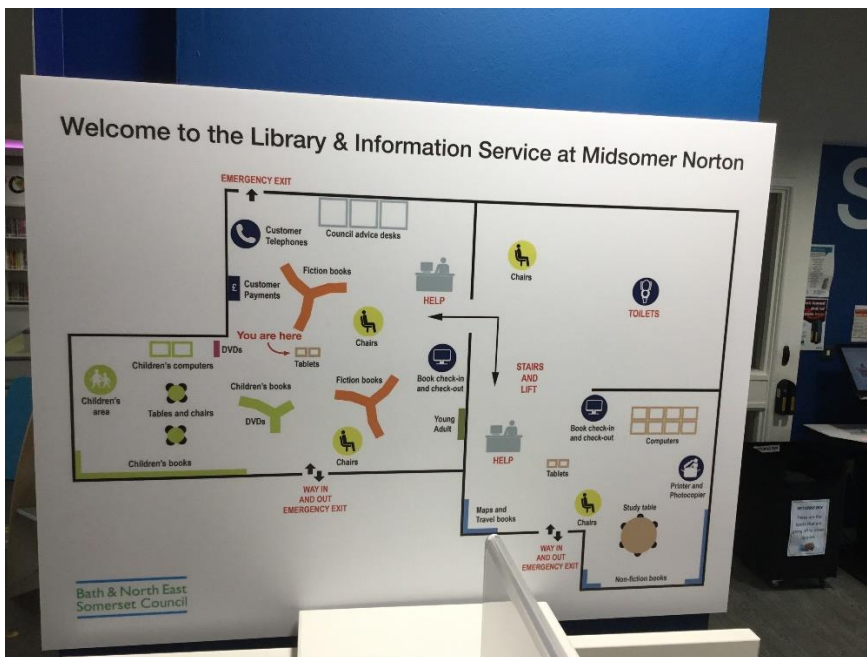 Welcome to the Library & Information Service at Midsomer Norton
EMERGENCY EXIT
Customer
Telephones
Council advice desks
£
Customer
Payments
Fiction books
HELP
Chairs
TOILETS
You are here
Chairs
Children's computers
DVDs
Tablets
Book check-in
and check-out
STAIRS
AND
LIFT
Children's
area
Tables and chairs
Children's books
DVDs
Fiction books
Young
Adult
Book check-in
and check-out
Computers
HELP
Children's books
Chairs
Tablets
Printer and
Photocopier
WAY IN
AND OUT
EMERGENCY EXIT
Maps and
Travel books
Chairs
Study table
WAY IN
AND OUT
EMERGENCY EXIT
Non-fiction books
Bath & North East
Somerset Council
S